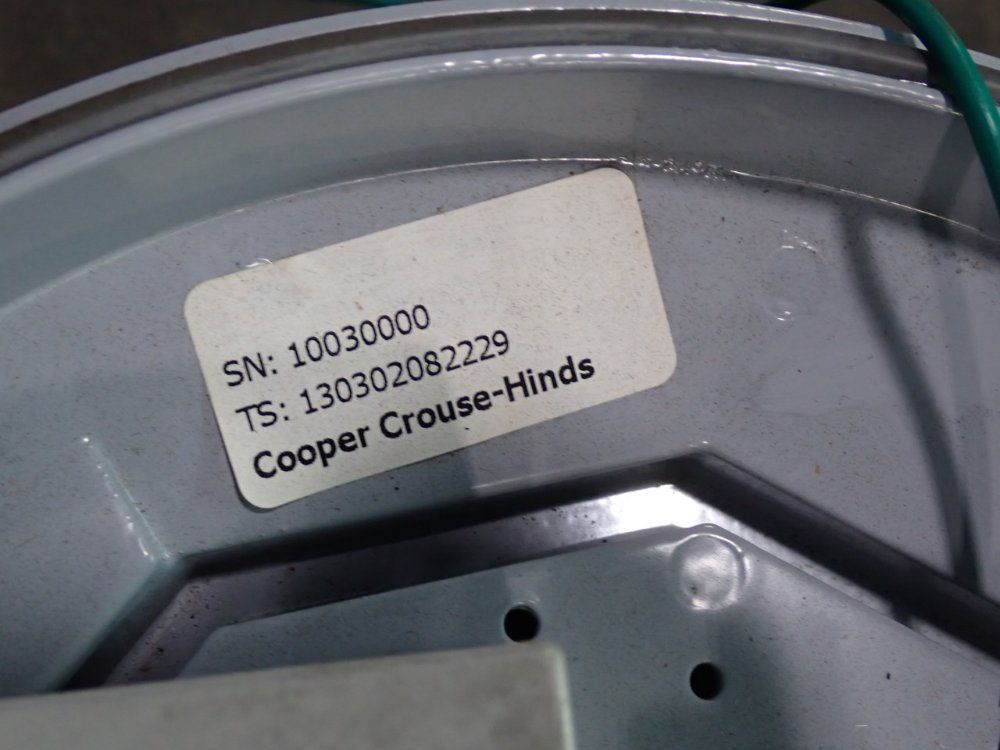 SN: 10030000
TS: 130302082229
Cooper Crouse-Hinds